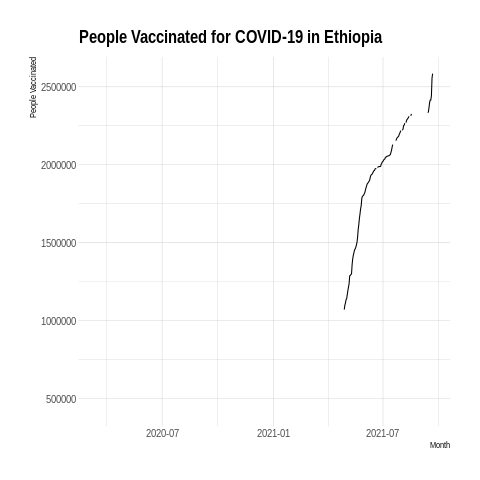 People Vaccinated for COVID-19 in Ethiopia
People Vaccinated
2500000
2000000
1500000
1000000
500000
2020-07
2021-01
2021-07
Month